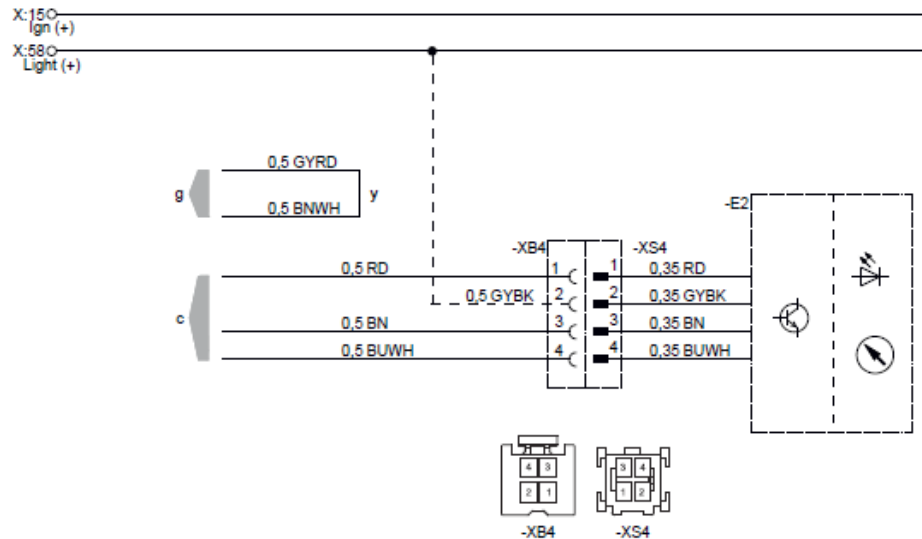 X:15
Ign (+)
X:58
Light (+)
0,5 GYRD
g
y
0,5 BNWH
-E2
-XB4
-XS4
0,5 RD
1
1
0,35 RD
0,5 GYBK
2
2
0,35 GYBK
c
0,5 BN
3
3
0,35 BN
0,5 BUWH
4
4
0,35 BUWH
4 3
3 4
2 1
1 2
-XB4
-XS4